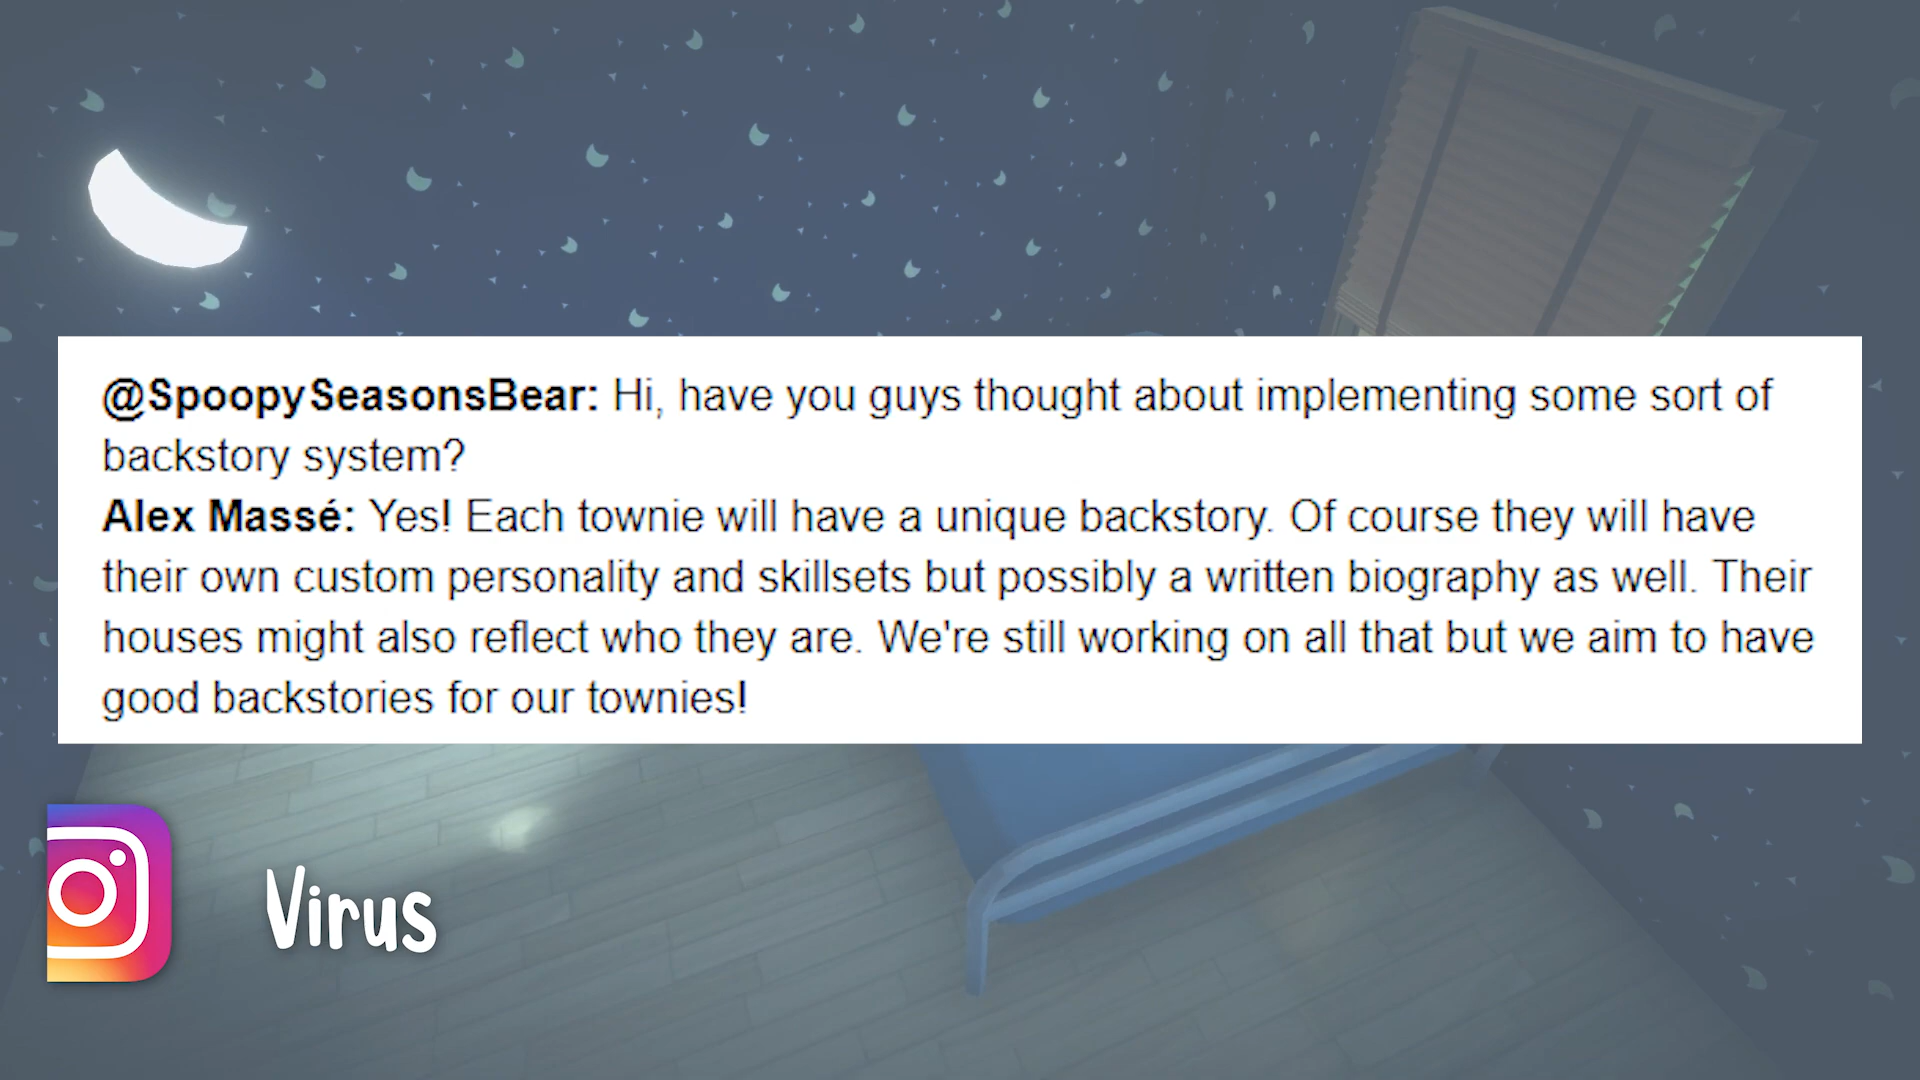 @SpoopySeasonsBear: Hi, have you guys thought about implementing some sort of
backstory system?
Alex Massé: Yes! Each townie will have a unique backstory. Of course they will have
their own custom personality and skillsets but possibly a written biography as well. Their
houses might also reflect who they are. We're still working on all that but we aim to have
good backstories for our townies!
Virus